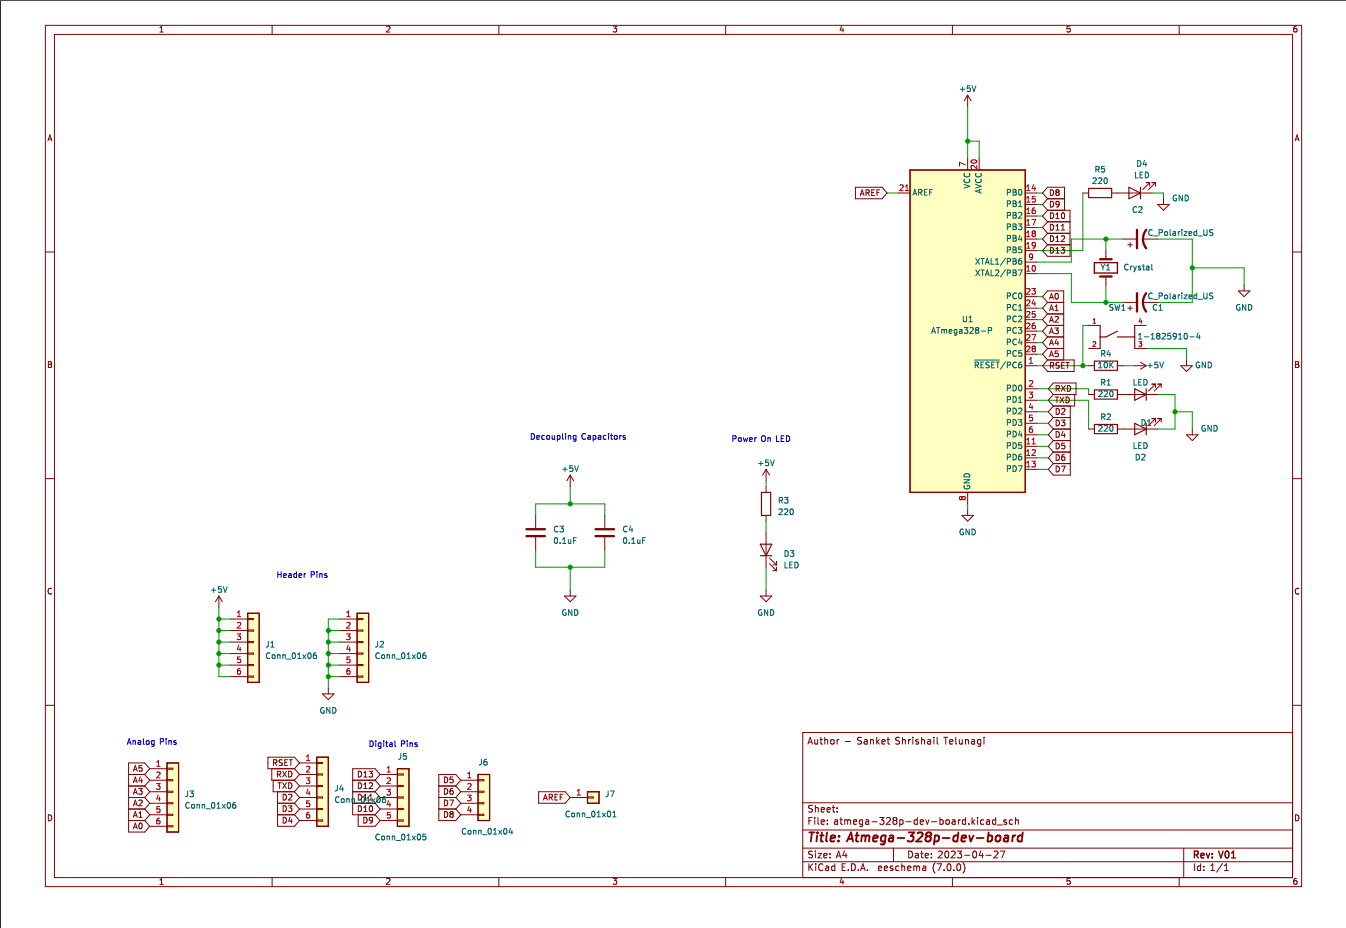 1 2 3 4 5 6
A A
+5V
7 20
VCC AVCC
AREF 21 AREF
PB0 14 D8
PB1 15 D9
PB2 16 D10
PB3 17 D11
PB4 18 D12
PB5 19 D13
XTAL1/PB6 9
XTAL2/PB7 10
PC0 23 A0
PC1 24 A1
PC2 25 A2
PC3 26 A3
PC4 27 A4
PC5 28 A5
RESET/PC6 1 RSET
PD0 2 RXD
PD1 3 TXD
PD2 4 D2
PD3 5 D3
PD4 6 D4
PD5 11 D5
PD6 12 D6
PD7 13 D7
U1
ATmega328-P
GND
8
GND
R5
220
D4
LED
GND
C2
C_Polarized_US
+
Y1 Crystal
C_Polarized_US
SW1 + C1
GND
1 4
2 3
1-1825910-4
GND
R4
10K
+5V
R1
220
LED
D1
R2
220
LED
D2
GND
B B
Decoupling Capacitors
+5V
C3
0.1uF
C4
0.1uF
GND
Power On LED
+5V
R3
220
D3
LED
GND
C C
Header Pins
+5V
1
2
3
4
5
6
J1
Conn_01x06
1
2
3
4
5
6
J2
Conn_01x06
GND
Analog Pins
A5 1
A4 2
A3 3
A2 4
A1 5
A0 6
J3
Conn_01x06
Digital Pins
RSET 1
RXD 2
TXD 3
D2 4
D3 5
D4 6
J4
Conn_01x06
J5
D13 1
D12 2
D11 3
D10 4
D9 5
Conn_01x05
J6
D5 1
D6 2
D7 3
D8 4
Conn_01x04
AREF 1 J7
Conn_01x01
D D
Author - Sanket Shrishail Telunagi
Sheet:
File: atmega-328p-dev-board.kicad_sch
Title: Atmega-328p-dev-board
Size: A4 Date: 2023-04-27 Rev: V01
KiCad E.D.A. eeschema (7.0.0) Id: 1/1
1 2 3 4 5 6